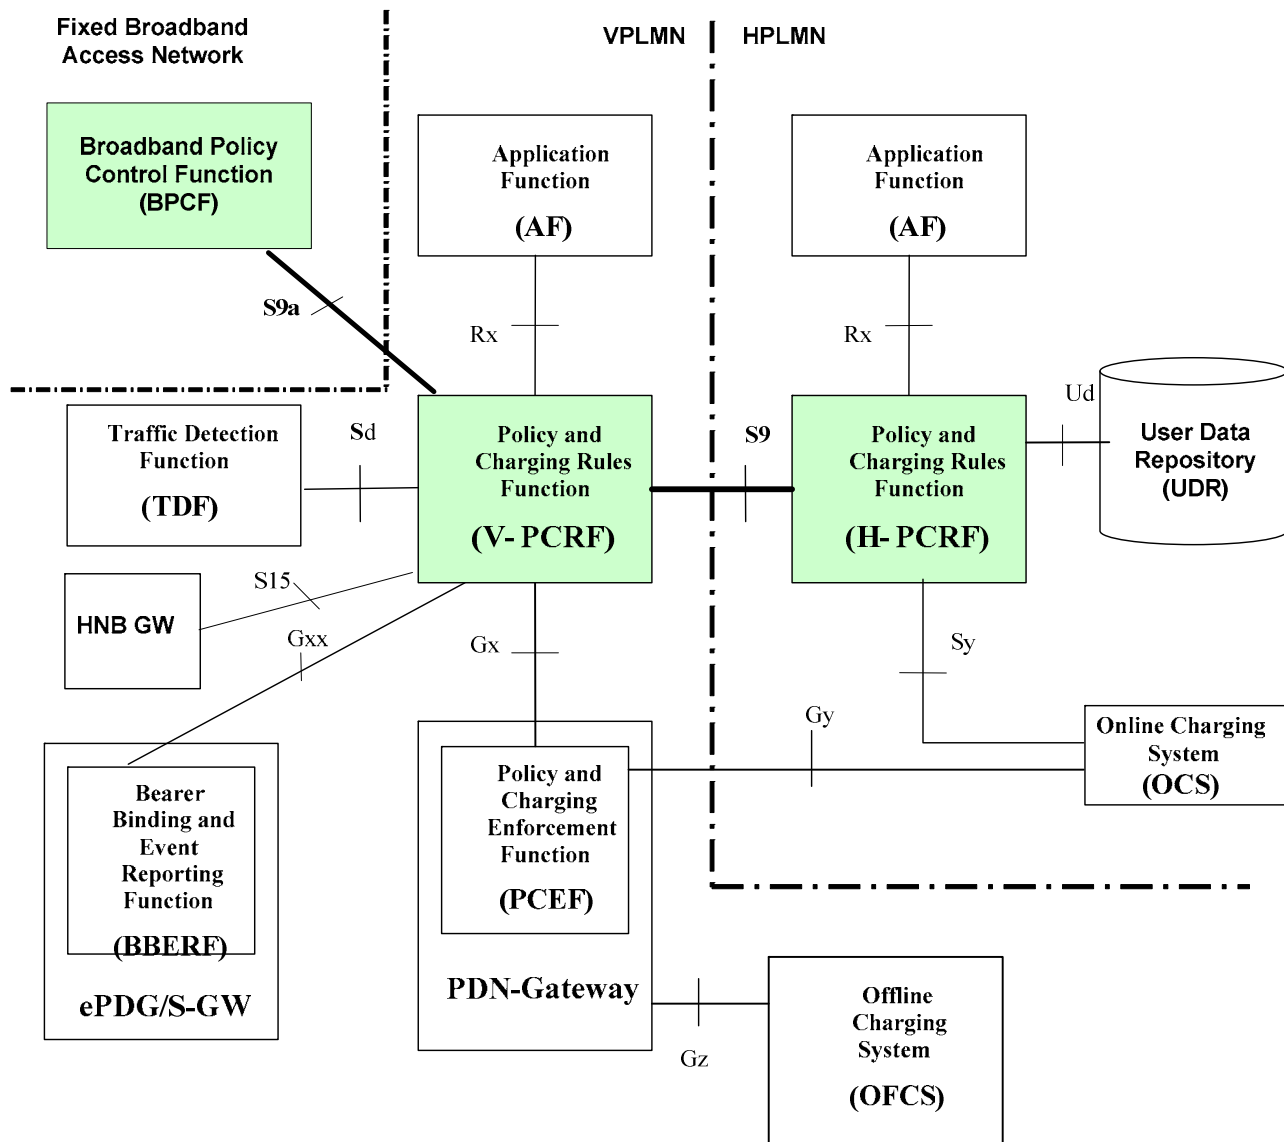 Fixed Broadband
Access Network
VPLMN
HPLMN
Broadband Policy
Control Function
(BPCF)
Application
Function
(AF)
Application
Function
(AF)
S9a
Rx
Rx
Ud
Traffic Detection
Function
(TDF)
Sd
Policy and
Charging Rules
Function
(V- PCRF)
S9
Policy and
Charging Rules
Function
(H- PCRF)
User Data
Repository
(UDR)
S15
HNB GW
Gxx
Gx
Sy
Gy
Online Charging
System
(OCS)
Bearer
Binding and
Event
Reporting
Function
(BBERF)
ePDG/S-GW
Policy and
Charging
Enforcement
Function
(PCEF)
PDN-Gateway
Gz
Offline
Charging
System
(OFCS)